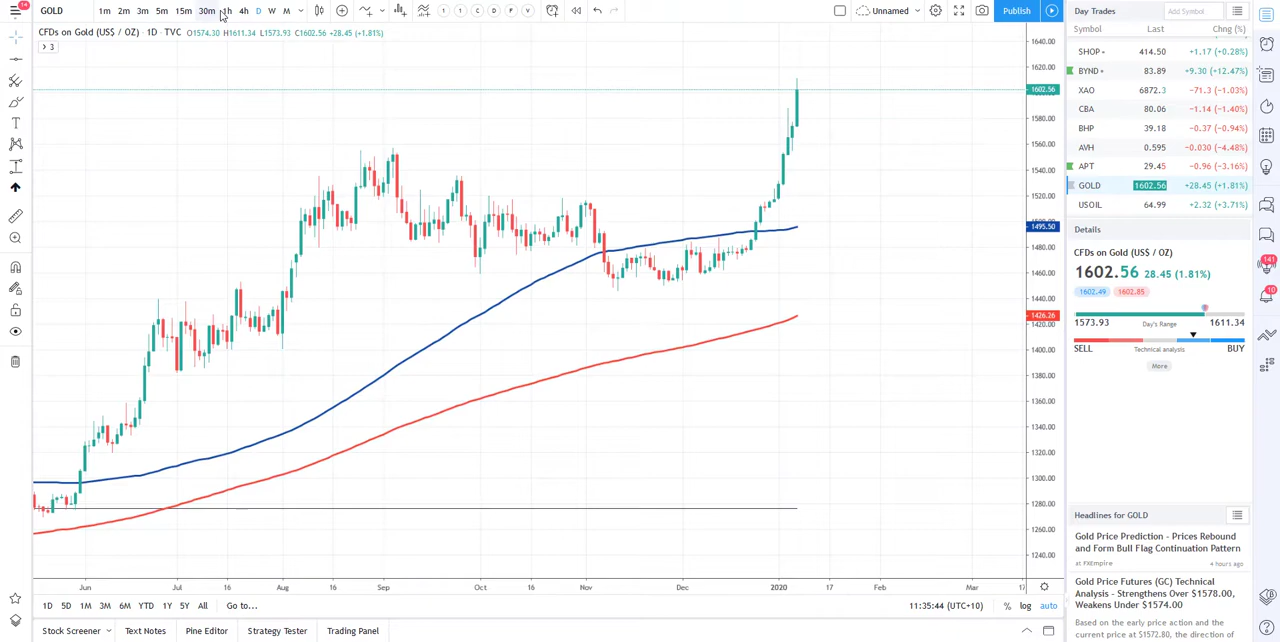 14
GOLD 1m 2m 3m 5m 15m 30m 1h 4h D W M 1 1 C D D F V Unnamed Publish
CFDs on Gold (US$ / OZ) · 1D · TVC O1574.30 H1611.34 L1573.93 C1602.56 +28.45 (+1.81%)
3
1640.00
1620.00
1602.56
1580.00
1560.00
1540.00
1520.00
1500.00
1495.50
1480.00
1460.00
1440.00
1426.26
1420.00
1400.00
1380.00
1360.00
1340.00
1320.00
1300.00
1280.00
1260.00
1240.00
Jun Jul 16 Aug 16 Sep Oct 16 Nov Dec 2020 17 Feb Mar 17
1D 5D 1M 3M 6M YTD 1Y 5Y All Go to... 11:35:44 (UTC+10) % log auto
Stock Screener Text Notes Pine Editor Strategy Tester Trading Panel
Day Trades Add Symbol
Symbol Last Chng (%)
SHOP 414.50 +1.17 (+0.28%)
BYND 83.89 +9.30 (+12.47%)
XAO 6872.3 −71.3 (−1.03%)
CBA 80.06 −1.14 (−1.40%)
BHP 39.18 −0.37 (−0.94%)
AVH 0.595 −0.030 (−4.48%)
APT 29.45 −0.96 (−3.16%)
GOLD 1602.56 +28.45 (+1.81%)
USOIL 64.99 +2.32 (+3.71%)
Details
CFDs on Gold (US$ / OZ)
1602.56 28.45 (1.81%)
1602.49 1602.85
1573.93 Day's Range 1611.34
SELL Technical analysis BUY
More
Headlines for GOLD
Gold Price Prediction - Prices Rebound
and Form Bull Flag Continuation Pattern
at FXEmpire 4 hours ago
Gold Price Futures (GC) Technical
Analysis - Strengthens Over $1578.00,
Weakens Under $1574.00
Based on the early price action and the
current price at $1572.80, the direction of
141
10